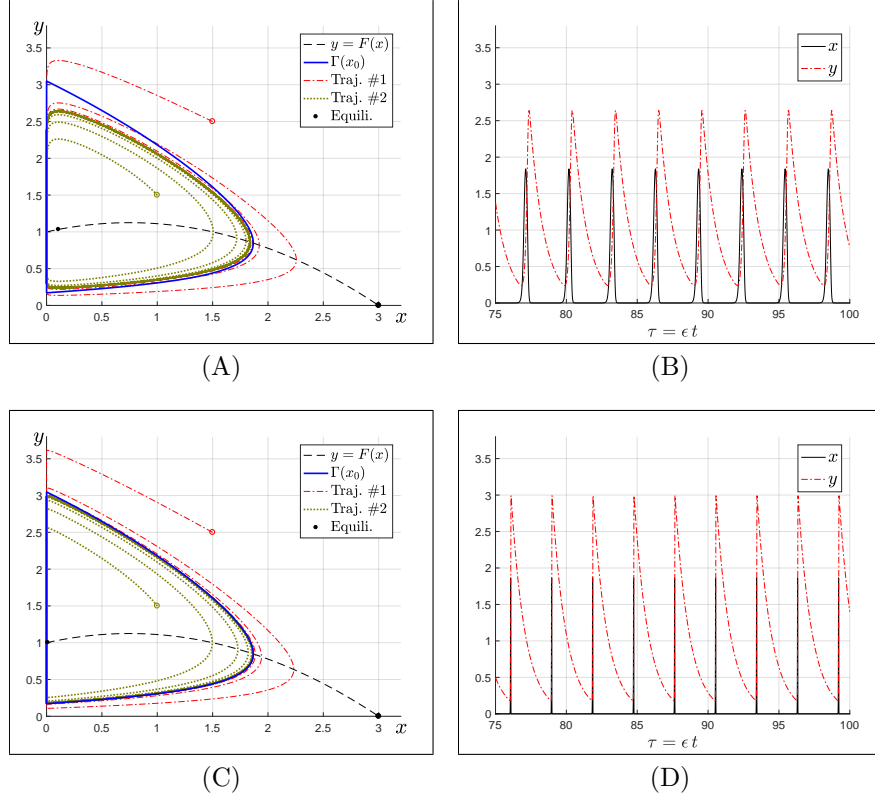 y
3.5
3
2.5
2
1.5
1
0.5
0
0 0.5 1 1.5 2 2.5 3
x
y = F(x)
Γ(x₀)
Traj. #1
Traj. #2
Equili.
(A)
3.5
3
2.5
2
1.5
1
0.5
0
75 80 85 90 95 100
τ = ϵ t
x
y
(B)
y
3.5
3
2.5
2
1.5
1
0.5
0
0 0.5 1 1.5 2 2.5 3
x
y = F(x)
Γ(x₀)
Traj. #1
Traj. #2
Equili.
(C)
3.5
3
2.5
2
1.5
1
0.5
0
75 80 85 90 95 100
τ = ϵ t
x
y
(D)